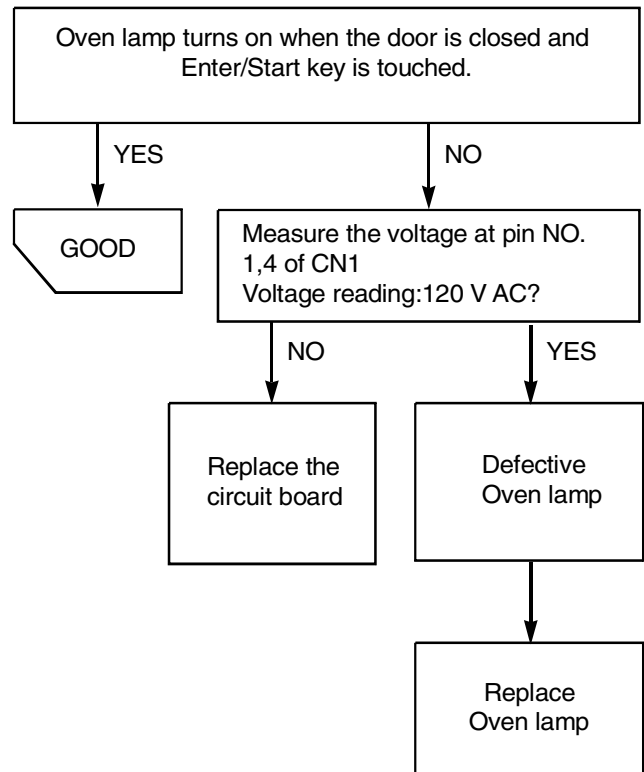 Oven lamp turns on when the door is closed and
Enter/Start key is touched.
YES
NO
GOOD
Measure the voltage at pin NO.
1,4 of CN1
Voltage reading:120 V AC?
NO
YES
Replace the
circuit board
Defective
Oven lamp
Replace
Oven lamp